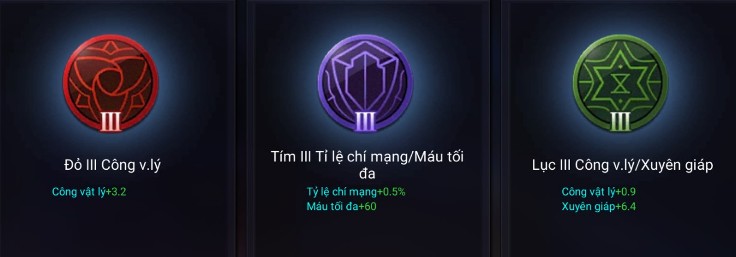 III
Đỏ III Công v.lý
Công vật lý+3.2
III
Tím III Tỉ lệ chí mạng/Máu tối
đa
Tỷ lệ chí mạng+0.5%
Máu tối đa+60
III
Lục III Công v.lý/Xuyên giáp
Công vật lý+0.9
Xuyên giáp+6.4